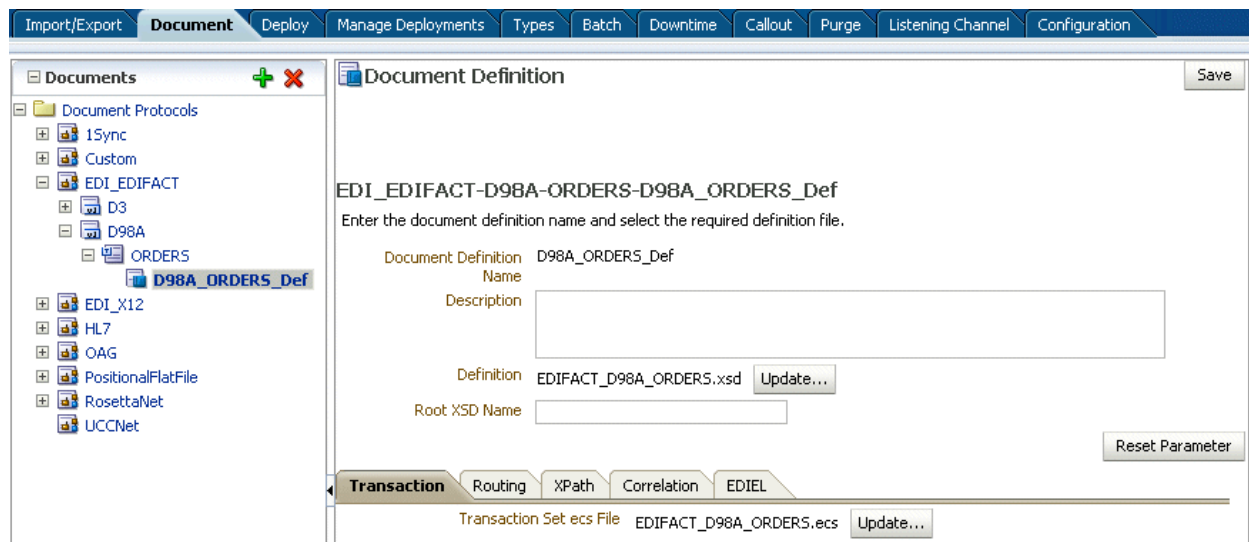 Import/Export Document Deploy Manage Deployments Types Batch Downtime Callout Purge Listening Channel Configuration
Documents
Document Protocols
1Sync
Custom
EDI_EDIFACT
D3
D98A
ORDERS
D98A_ORDERS_Def
EDI_X12
HL7
OAG
PositionalFlatFile
RosettaNet
UCCNet
Document Definition
Save
EDI_EDIFACT-D98A-ORDERS-D98A_ORDERS_Def
Enter the document definition name and select the required definition file.
Document Definition D98A_ORDERS_Def
Name
Description
Definition EDIFACT_D98A_ORDERS.xsd Update...
Root XSD Name
Reset Parameter
Transaction Routing XPath Correlation EDIEL
Transaction Set ecs File EDIFACT_D98A_ORDERS.ecs Update...